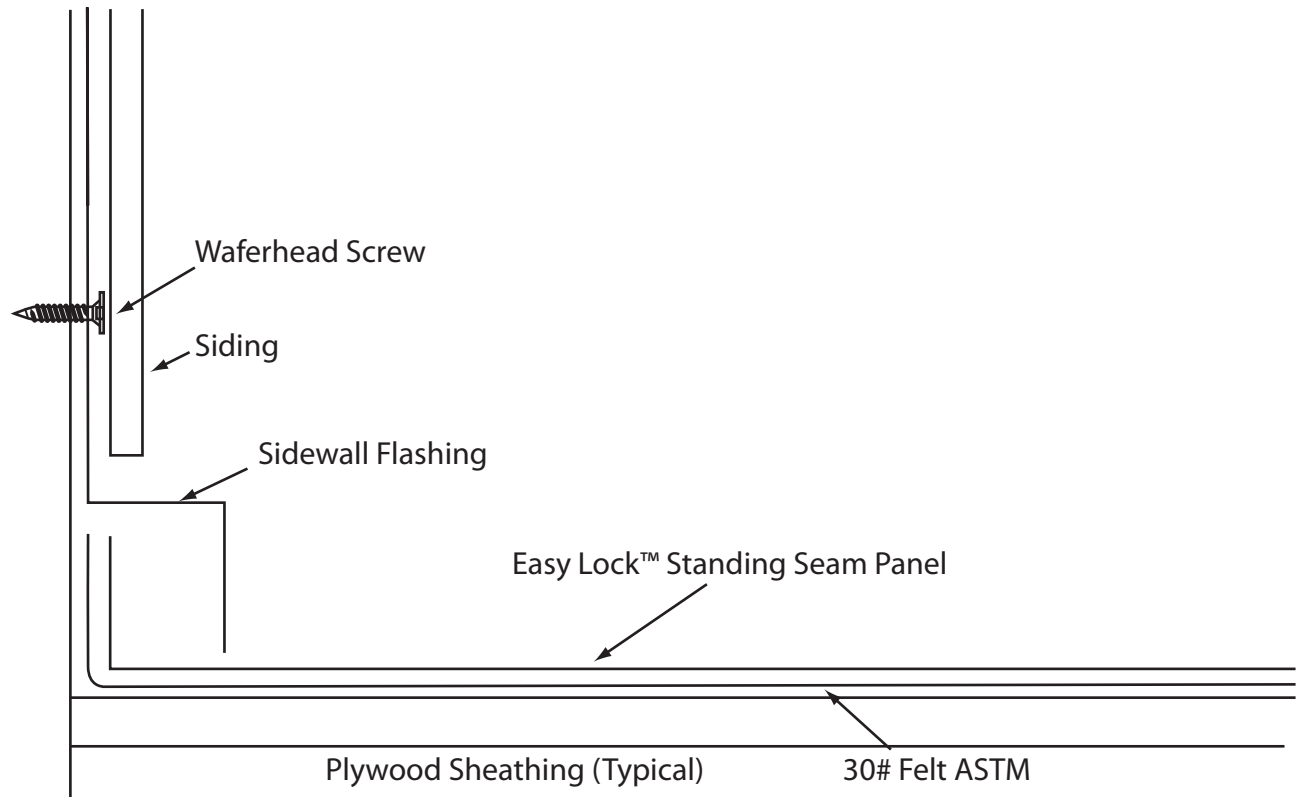 Waferhead Screw
Siding
Sidewall Flashing
Easy Lock™ Standing Seam Panel
Plywood Sheathing (Typical)
30# Felt ASTM